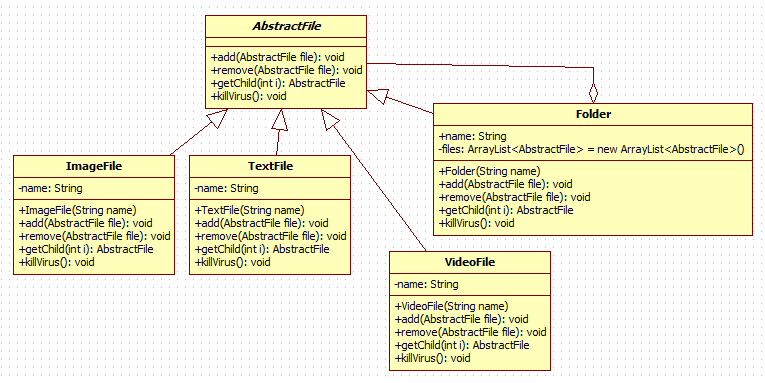 AbstractFile
+add(AbstractFile file): void
+remove(AbstractFile file): void
+getChild(int i): AbstractFile
+killVirus(): void
Folder
+name: String
-files: ArrayList<AbstractFile> = new ArrayList<AbstractFile>()
+Folder(String name)
+add(AbstractFile file): void
+remove(AbstractFile file): void
+getChild(int i): AbstractFile
+killVirus(): void
ImageFile
-name: String
+ImageFile(String name)
+add(AbstractFile file): void
+remove(AbstractFile file): void
+getChild(int i): AbstractFile
+killVirus(): void
TextFile
-name: String
+TextFile(String name)
+add(AbstractFile file): void
+remove(AbstractFile file): void
+getChild(int i): AbstractFile
+killVirus(): void
VideoFile
-name: String
+VideoFile(String name)
+add(AbstractFile file): void
+remove(AbstractFile file): void
+getChild(int i): AbstractFile
+killVirus(): void